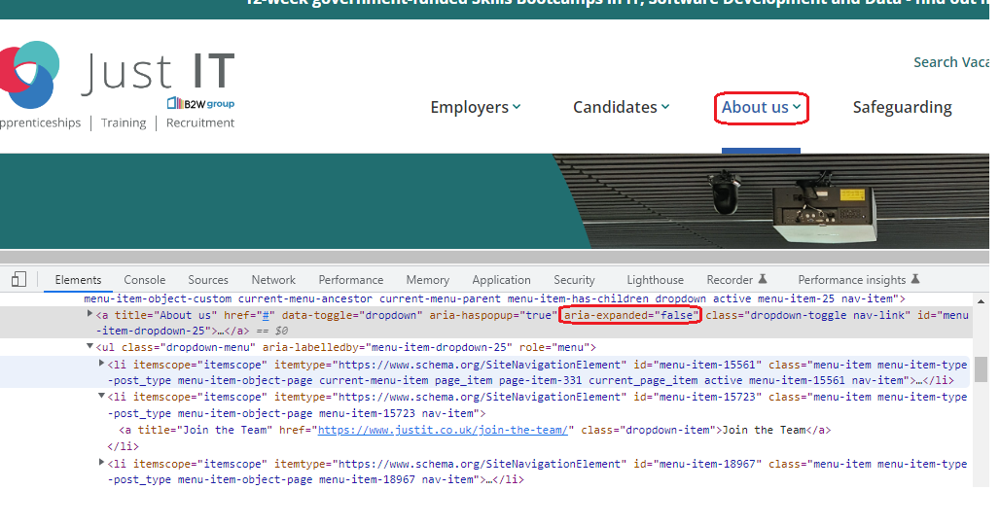 12-week government-funded Skills Bootcamps in IT, Software Development and Data - find out
Just IT
B2W group
pprenticeships | Training | Recruitment
Search Vaca
Employers
Candidates
About us
Safeguarding
Elements Console Sources Network Performance Memory Application Security Lighthouse Recorder Performance insights
menu-item-object-custom current-menu-ancestor current-menu-parent menu-item-has-children dropdown active menu-item-25 nav-item">
<a title="About us" href="#" data-toggle="dropdown" aria-haspopup="true" aria-expanded="false" class="dropdown-toggle nav-link" id="menu
-item-dropdown-25">…</a> == $0
<ul class="dropdown-menu" aria-labelledby="menu-item-dropdown-25" role="menu">
<li itemscope="itemscope" itemtype="https://www.schema.org/SiteNavigationElement" id="menu-item-15561" class="menu-item menu-item-type
-post_type menu-item-object-page current-menu-item page_item page-item-331 current_page_item active menu-item-15561 nav-item">…</li>
<li itemscope="itemscope" itemtype="https://www.schema.org/SiteNavigationElement" id="menu-item-15723" class="menu-item menu-item-type
-post_type menu-item-object-page menu-item-15723 nav-item">
<a title="Join the Team" href="https://www.justit.co.uk/join-the-team/" class="dropdown-item">Join the Team</a>
</li>
<li itemscope="itemscope" itemtype="https://www.schema.org/SiteNavigationElement" id="menu-item-18967" class="menu-item menu-item-type
-post_type menu-item-object-page menu-item-18967 nav-item">…</li>